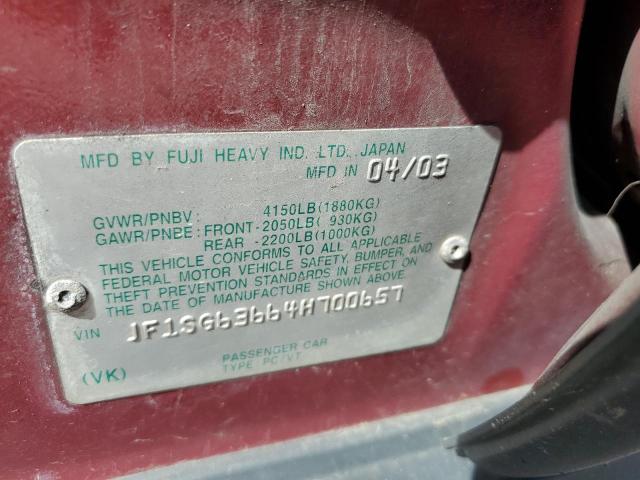 MFD BY FUJI HEAVY IND. LTD., JAPAN
MFD IN 04/03
GVWR/PNBV: 4150LB(1880KG)
GAWR/PNBE: FRONT-2050LB( 930KG)
REAR -2200LB(1000KG)
THIS VEHICLE CONFORMS TO ALL APPLICABLE
FEDERAL MOTOR VEHICLE SAFETY, BUMPER, AND
THEFT PREVENTION STANDARDS IN EFFECT ON
THE DATE OF MANUFACTURE SHOWN ABOVE.
VIN JF1SG63664H700657
PASSENGER CAR
(VK) TYPE PC/VT